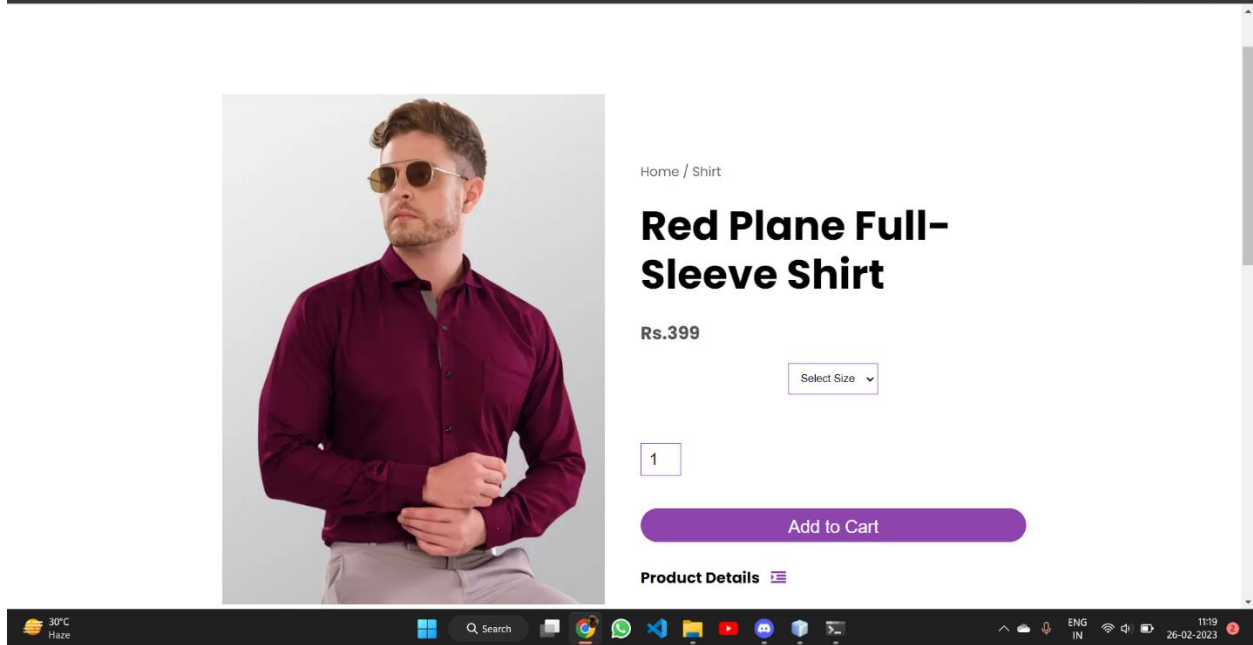 Home / Shirt
Red Plane Full-
Sleeve Shirt
Rs.399
Select Size
1
Add to Cart
Product Details
30°C
Haze
Search
ENG
IN
11:19
26-02-2023
2